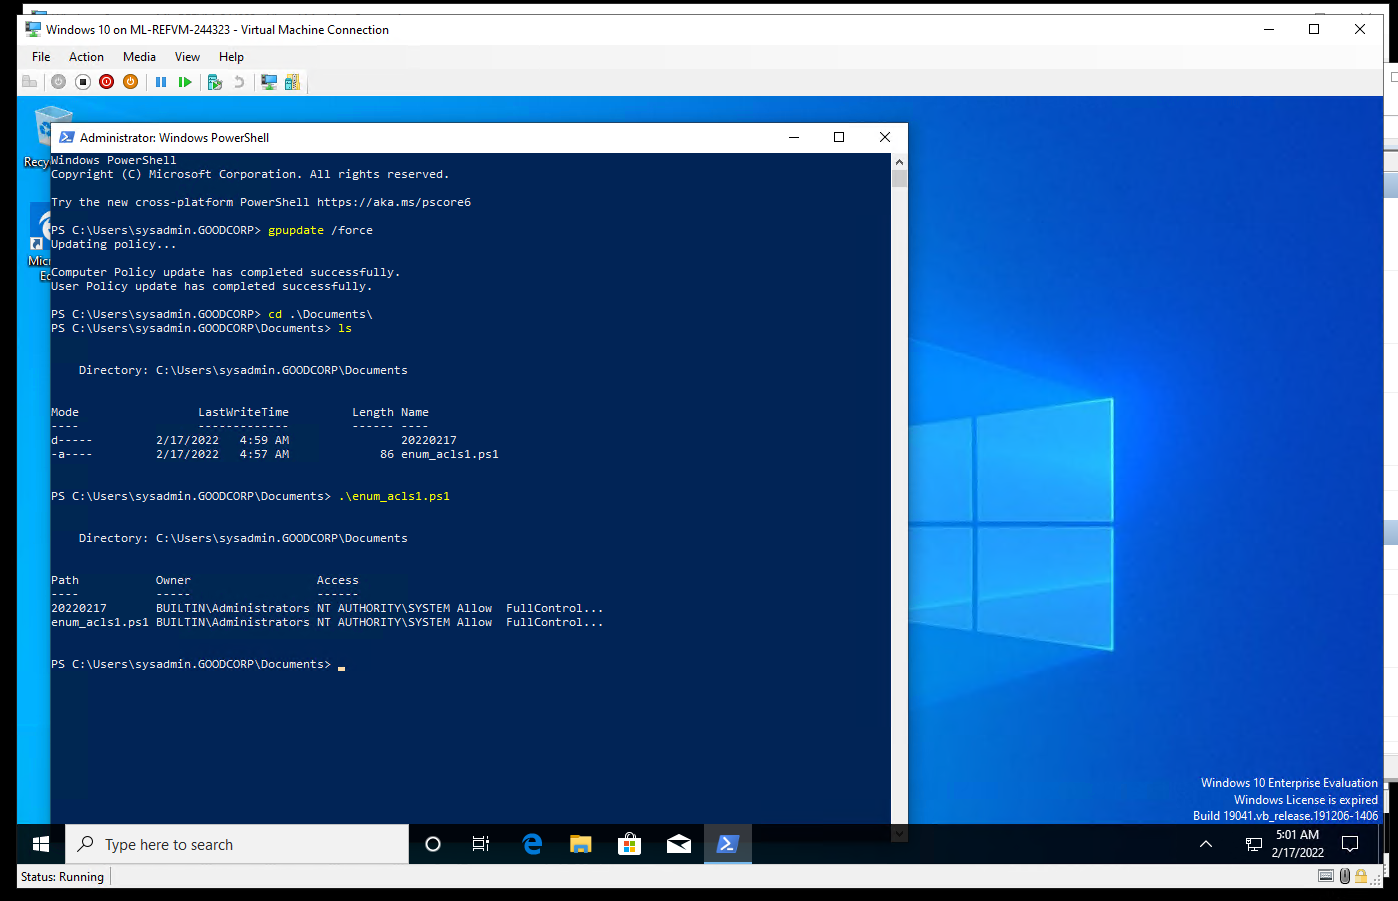 Windows 10 on ML-REFVM-244323 - Virtual Machine Connection
File Action Media View Help
Recy
Micr
Ed
Administrator: Windows PowerShell
Windows PowerShell
Copyright (C) Microsoft Corporation. All rights reserved.
Try the new cross-platform PowerShell https://aka.ms/pscore6
PS C:\Users\sysadmin.GOODCORP> gpupdate /force
Updating policy...
Computer Policy update has completed successfully.
User Policy update has completed successfully.
PS C:\Users\sysadmin.GOODCORP> cd .\Documents\
PS C:\Users\sysadmin.GOODCORP\Documents> ls
Directory: C:\Users\sysadmin.GOODCORP\Documents
Mode LastWriteTime Length Name
---- ------------- ------ ----
d----- 2/17/2022 4:59 AM 20220217
-a---- 2/17/2022 4:57 AM 86 enum_acls1.ps1
PS C:\Users\sysadmin.GOODCORP\Documents> .\enum_acls1.ps1
Directory: C:\Users\sysadmin.GOODCORP\Documents
Path Owner Access
---- ----- ------
20220217 BUILTIN\Administrators NT AUTHORITY\SYSTEM Allow FullControl...
enum_acls1.ps1 BUILTIN\Administrators NT AUTHORITY\SYSTEM Allow FullControl...
PS C:\Users\sysadmin.GOODCORP\Documents>
Windows 10 Enterprise Evaluation
Windows License is expired
Build 19041.vb_release.191206-1406
Type here to search
5:01 AM
2/17/2022
Status: Running